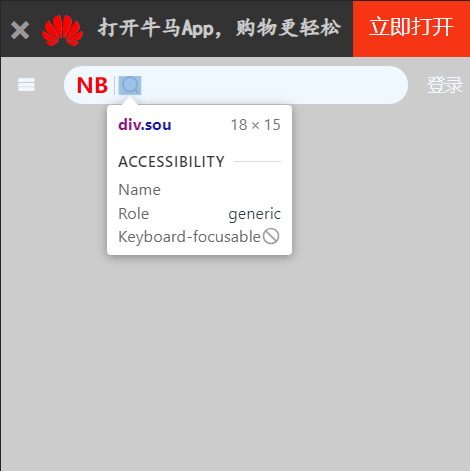 打开牛马App，购物更轻松
立即打开
NB
登录
div.sou 18 × 15
ACCESSIBILITY
Name
Role generic
Keyboard-focusable